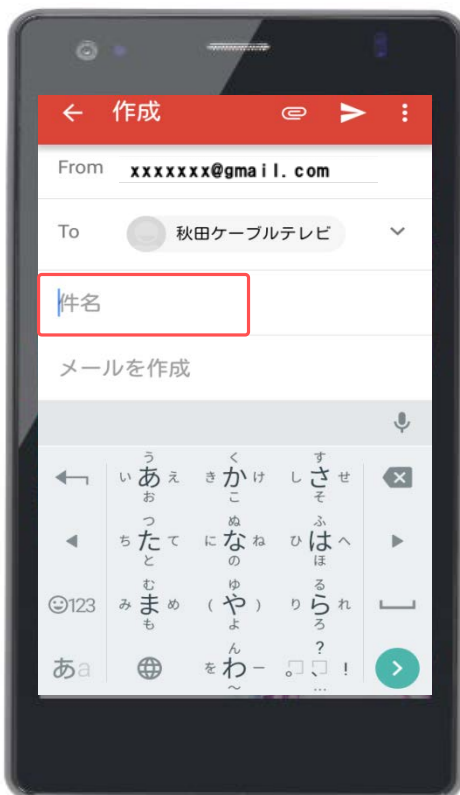 作成
From xxxxxxx@gmail.com
To 秋田ケーブルテレビ
件名
メールを作成
う く す
い あ え き か け し さ せ
お こ そ
つ ぬ ふ
ち た て に な ね ひ は へ
と の ほ
む ゆ る
123 み ま め ( や ) り ら れ
も よ ろ
ん ?
あa を わ ー 。 、 !
〜 …